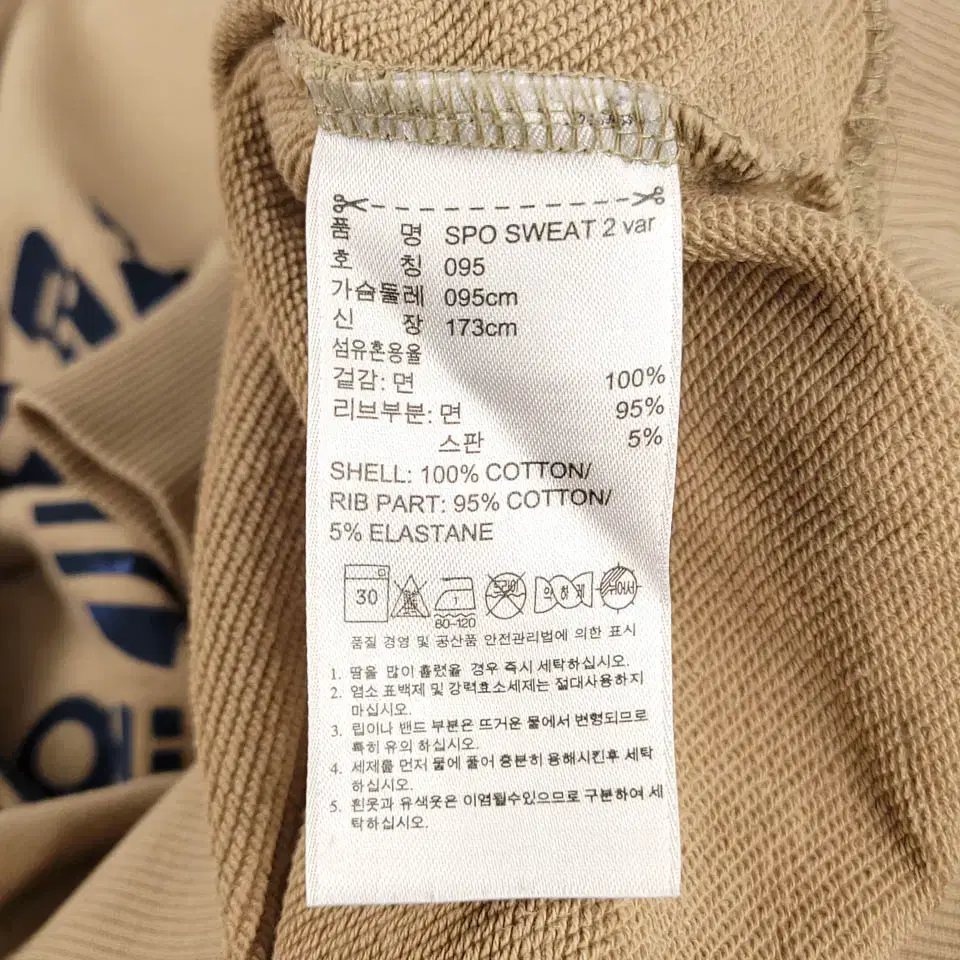 품 명 SPO SWEAT 2 var
호 칭 095
가슴둘레 095cm
신 장 173cm
섬유혼용율
겉감: 면 100%
리브부분: 면 95%
스판 5%
SHELL: 100% COTTON/
RIB PART: 95% COTTON/
5% ELASTANE
30 80-120 드라이 약하게 뉘어서
품질 경영 및 공산품 안전관리법에 의한 표시
1. 땀을 많이 흘렸을 경우 즉시 세탁하십시오.
2. 염소 표백제 및 강력효소세제는 절대사용하지
마십시오.
3. 립이나 밴드 부분은 뜨거운 물에서 변형되므로
특히 유의 하십시오.
4. 세제를 먼저 물에 풀어 충분히 용해시킨후 세탁
하십시오.
5. 흰옷과 유색옷은 이염될수있으므로 구분하여 세
탁하십시오.